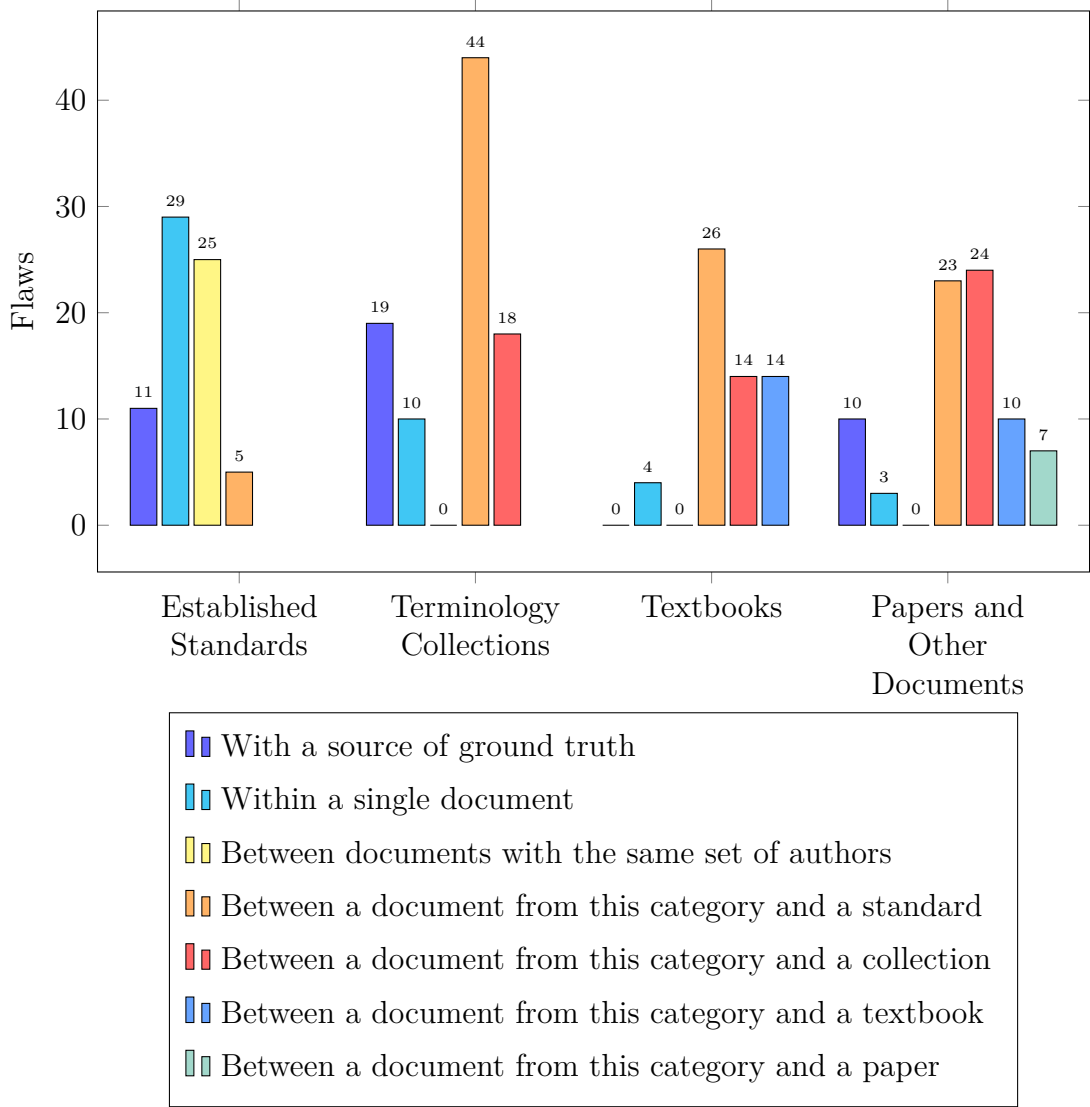 44
40
30
29
26
25
24
23
20
19
18
14
14
11
10
10
10
10
7
5
4
3
0
0
0
0
0
Flaws
Established
Standards
Terminology
Collections
Textbooks
Papers and
Other
Documents
With a source of ground truth
Within a single document
Between documents with the same set of authors
Between a document from this category and a standard
Between a document from this category and a collection
Between a document from this category and a textbook
Between a document from this category and a paper